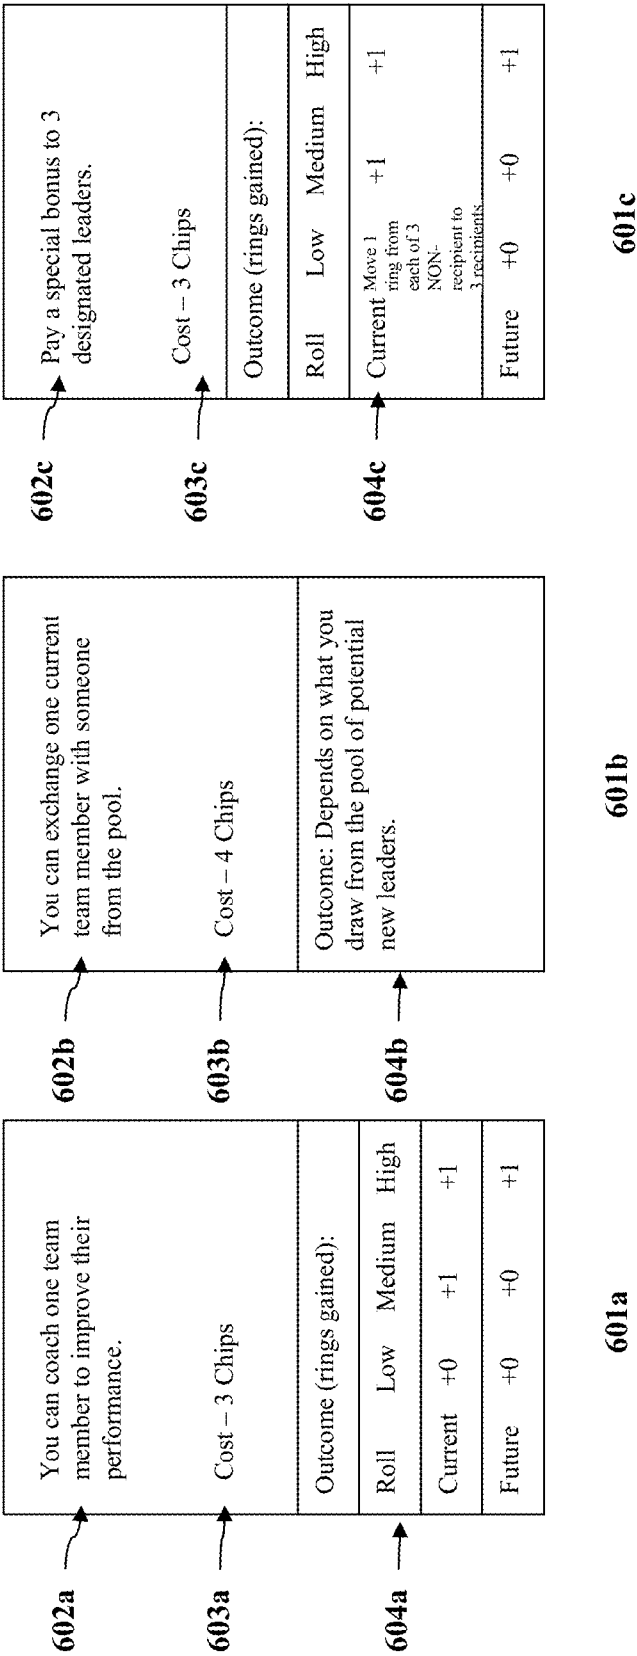 602a
You can coach one team
member to improve their
performance.
603a
Cost – 3 Chips
Outcome (rings gained):
604a
Roll Low Medium High
Current +0 +1 +1
Future +0 +0 +1
601a
602b
You can exchange one current
team member with someone
from the pool.
603b
Cost – 4 Chips
604b
Outcome: Depends on what you
draw from the pool of potential
new leaders.
601b
602c
Pay a special bonus to 3
designated leaders.
603c
Cost – 3 Chips
Outcome (rings gained):
Roll Low Medium High
604c
Current Move 1 +1 +1
ring from
each of 3
NON-
recipient to
3 recipients
Future +0 +0 +1
601c